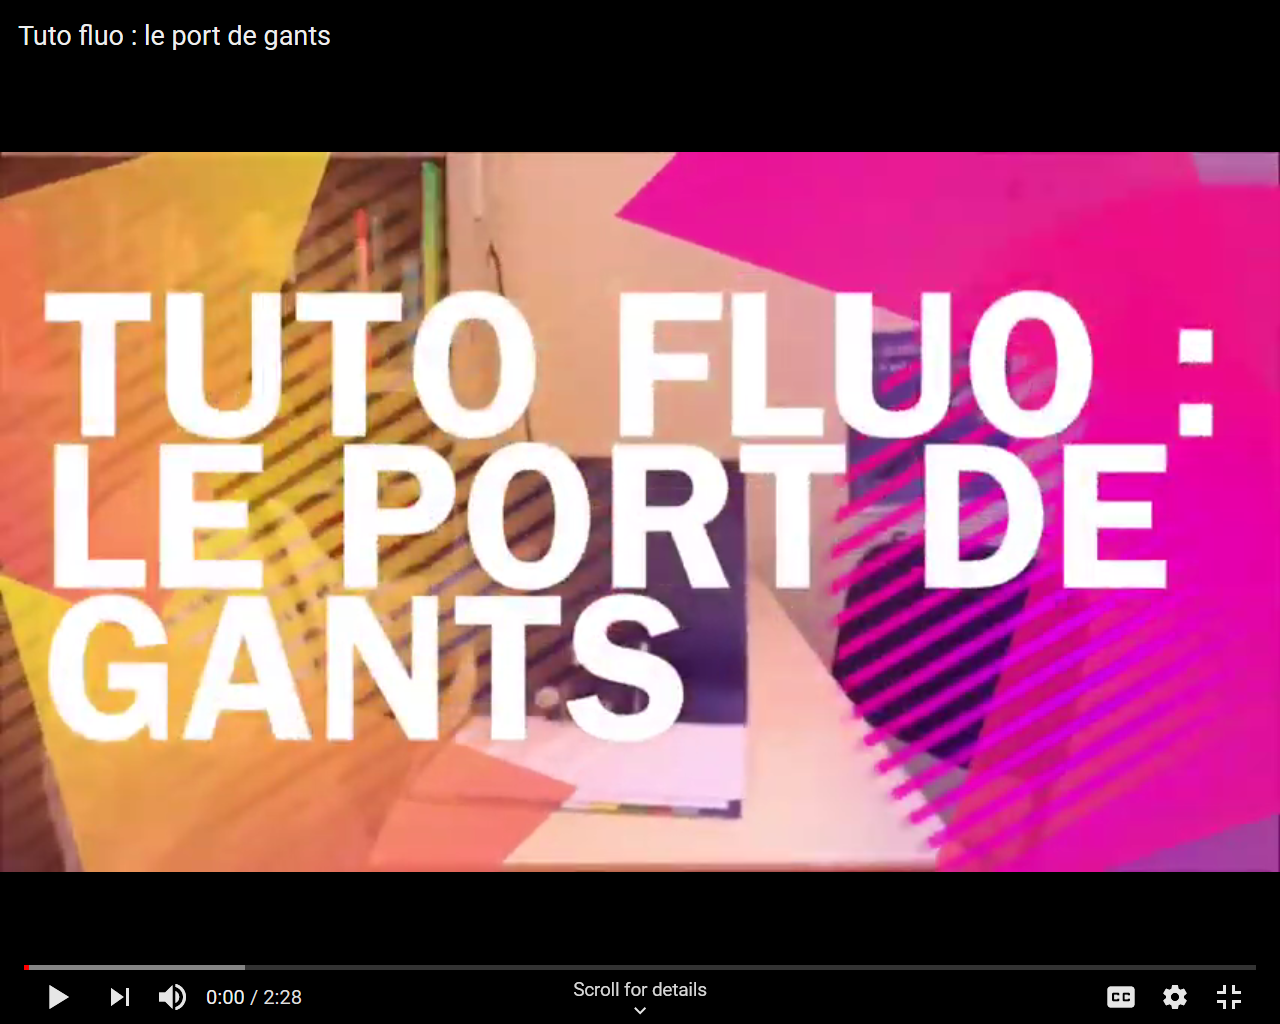 Tuto fluo : le port de gants
TUTO FLUO :
LE PORT DE
GANTS
0:00 / 2:28
Scroll for details
CC